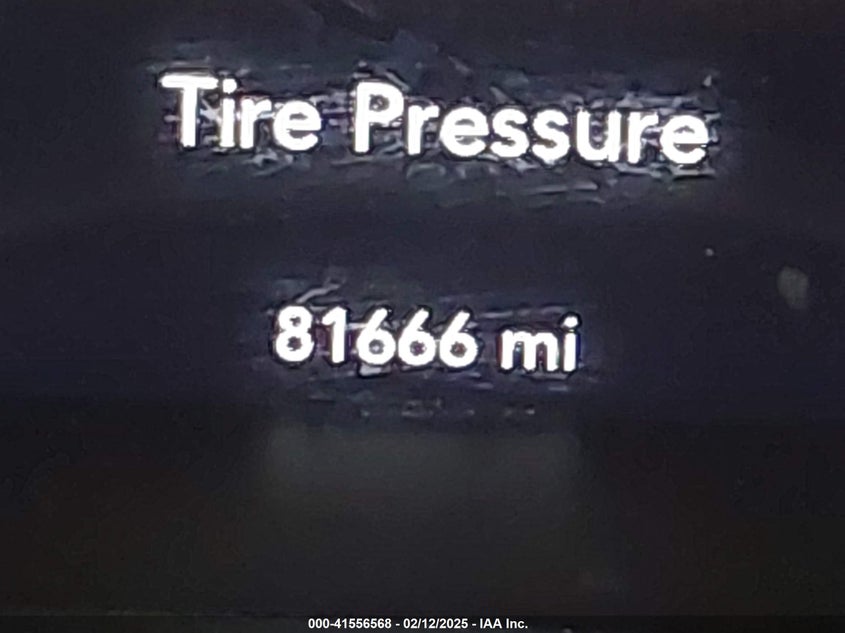 Tire Pressure
81666 mi
000-41556568 - 02/12/2025 - IAA Inc.